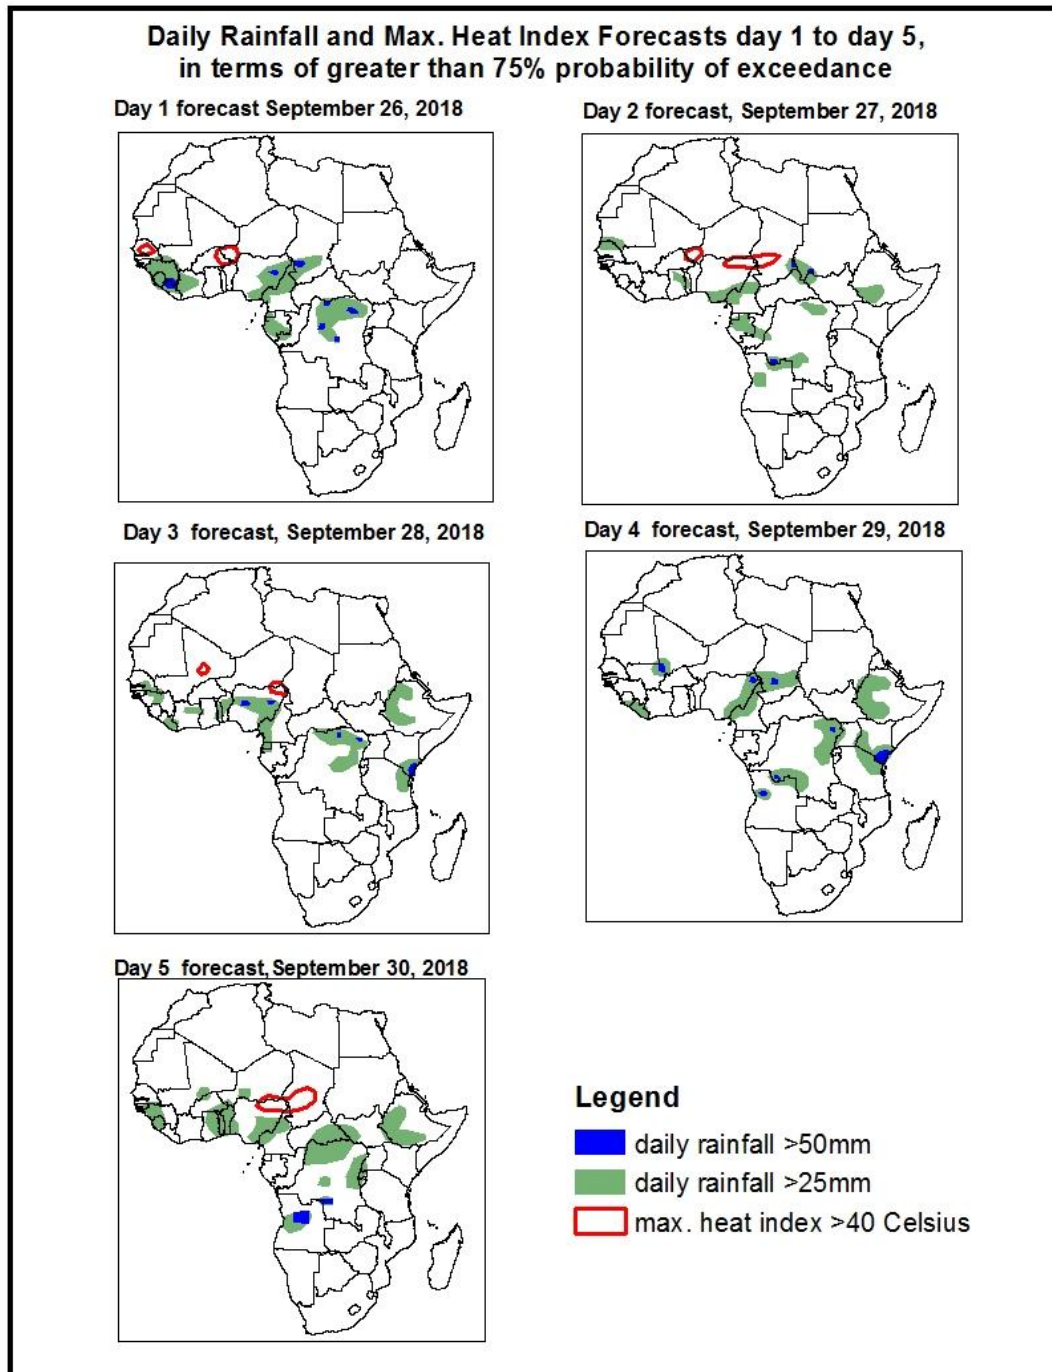 Daily Rainfall and Max. Heat Index Forecasts day 1 to day 5,
in terms of greater than 75% probability of exceedance
Day 1 forecast September 26, 2018
Day 2 forecast, September 27, 2018
Day 3 forecast, September 28, 2018
Day 4 forecast, September 29, 2018
Day 5 forecast, September 30, 2018
Legend
daily rainfall >50mm
daily rainfall >25mm
max. heat index >40 Celsius